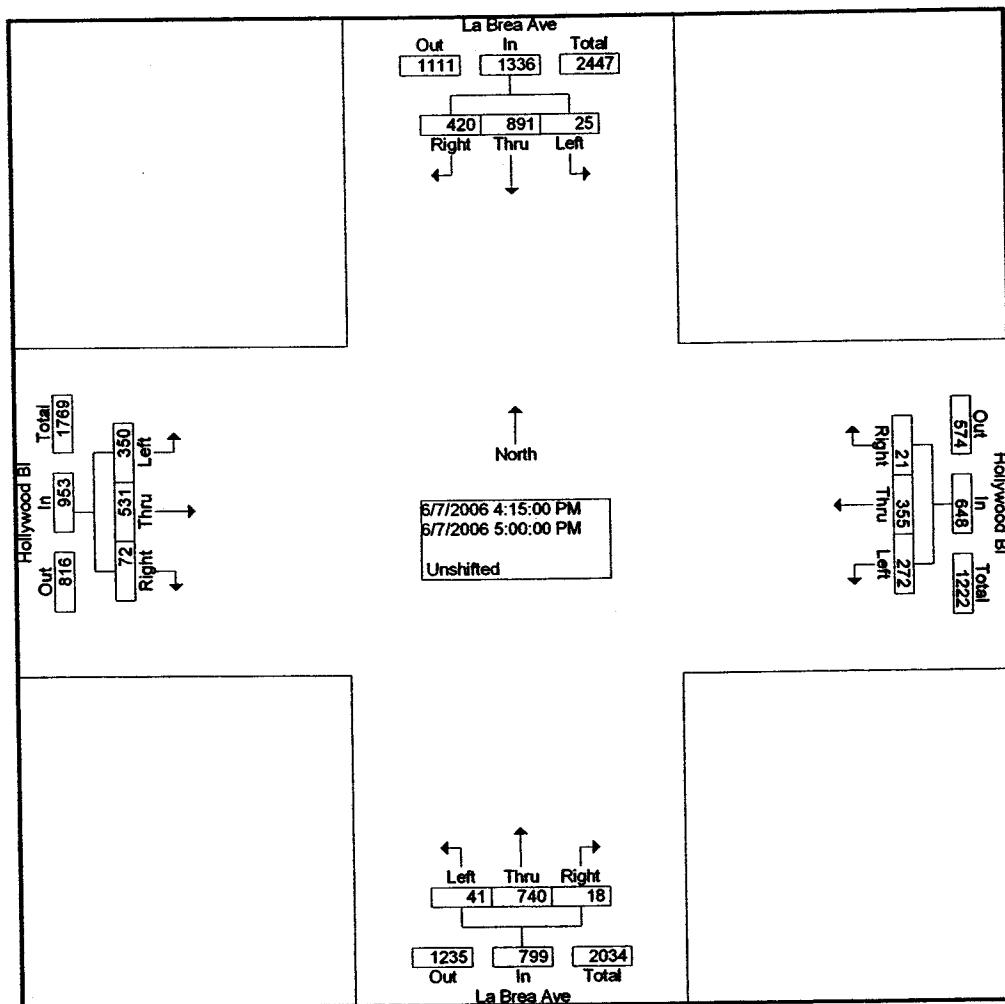 La Brea Ave
Out In Total
1111 1336 2447
420 891 25
Right Thru Left
Hollywood Bl
Total In Out
1769 953 816
350 531 72
Left Thru Right
North
6/7/2006 4:15:00 PM
6/7/2006 5:00:00 PM
Unshifted
Right Thru Left
21 355 272
574 648 1222
Out In Total
Hollywood Bl
Left Thru Right
41 740 18
1235 799 2034
Out In Total
La Brea Ave